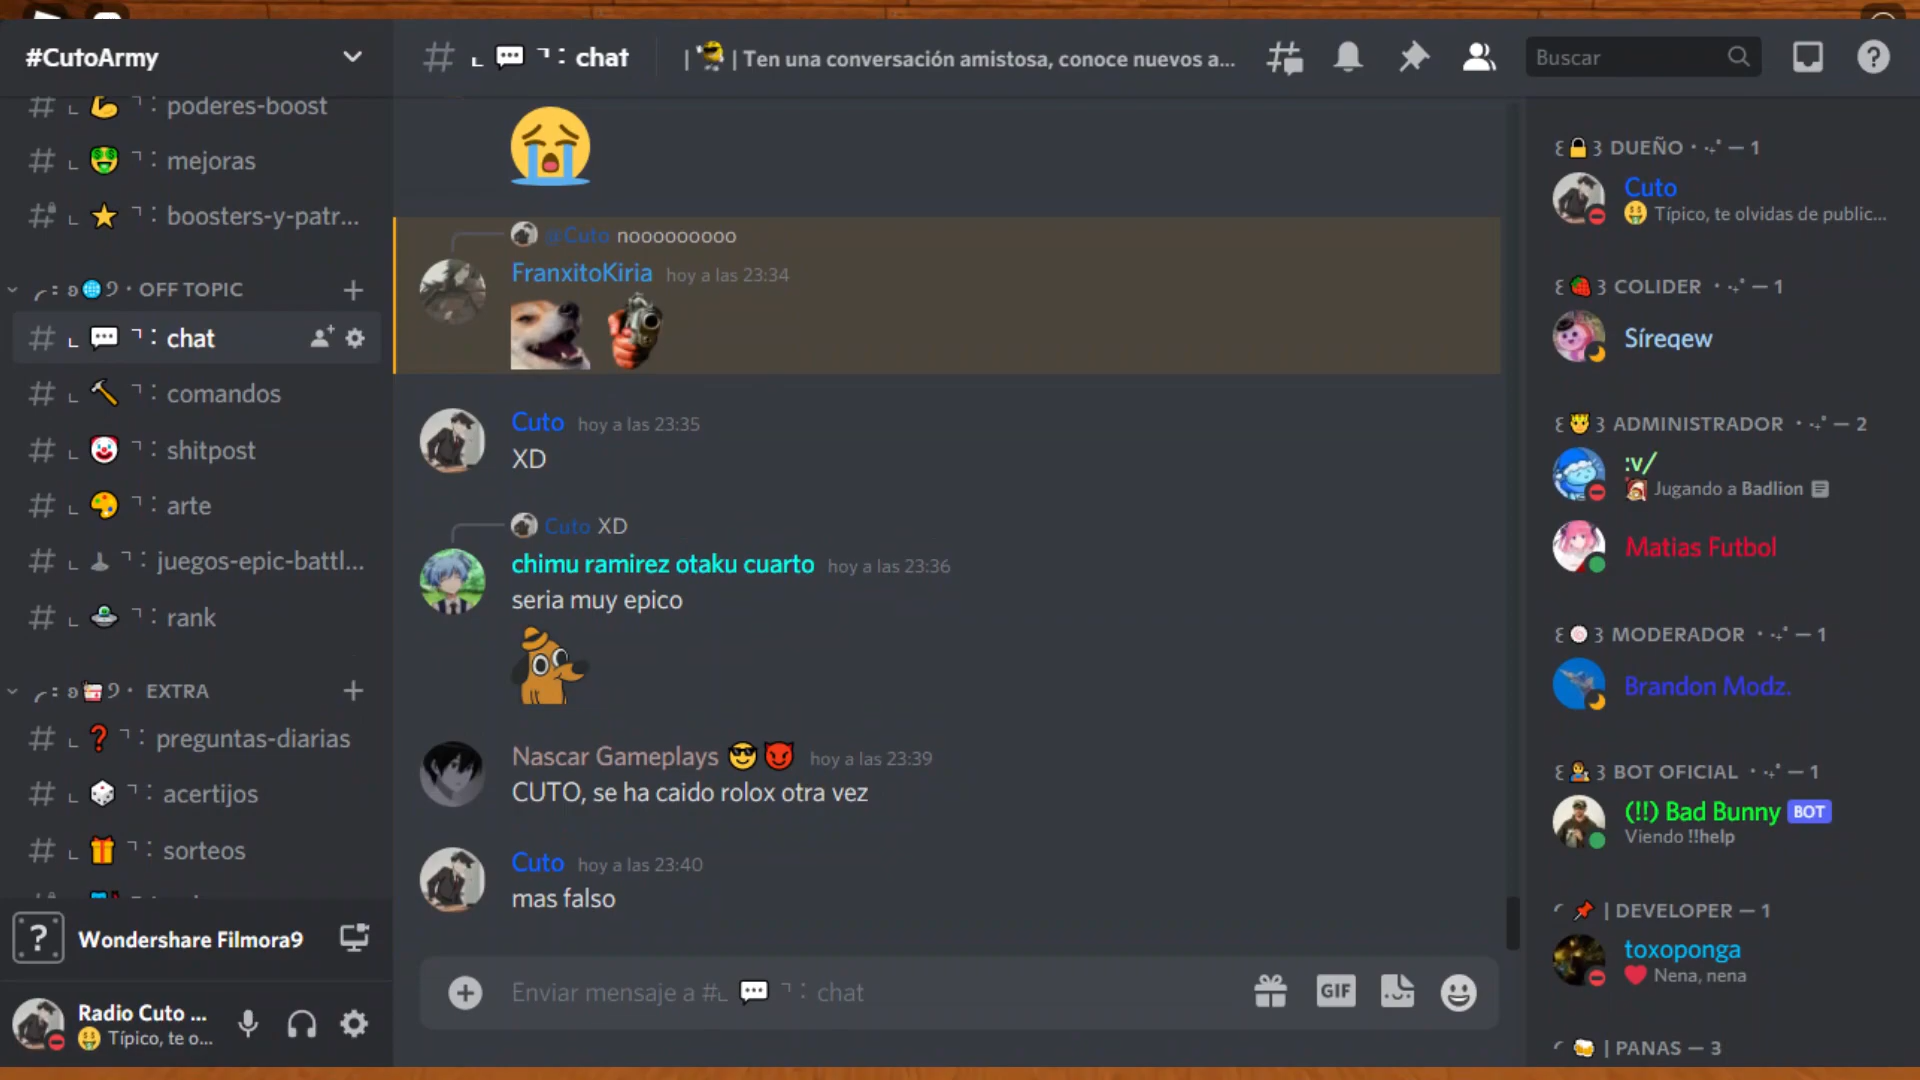 #CutoArmy
poderes-boost
mejoras
boosters-y-patr...
OFF TOPIC
chat
comandos
shitpost
arte
juegos-epic-battl...
rank
EXTRA
preguntas-diarias
acertijos
sorteos
Wondershare Filmora9
Radio Cuto ...
Típico, te o...
chat
| Ten una conversación amistosa, conoce nuevos a...
Buscar
@Cuto nooooooooo
FranxitoKiria hoy a las 23:34
Cuto hoy a las 23:35
XD
Cuto XD
chimu ramirez otaku cuarto hoy a las 23:36
seria muy epico
Nascar Gameplays 😎😈 hoy a las 23:39
CUTO, se ha caido rolox otra vez
Cuto hoy a las 23:40
mas falso
Enviar mensaje a #⌞ 💬 ⌝ : chat
GIF
DUEÑO — 1
Cuto
Típico, te olvidas de public...
COLIDER — 1
Síreqew
ADMINISTRADOR — 2
:v/
Jugando a Badlion
Matias Futbol
MODERADOR — 1
Brandon Modz.
BOT OFICIAL — 1
(!!) Bad Bunny BOT
Viendo !!help
| DEVELOPER — 1
toxoponga
Nena, nena
| PANAS — 3